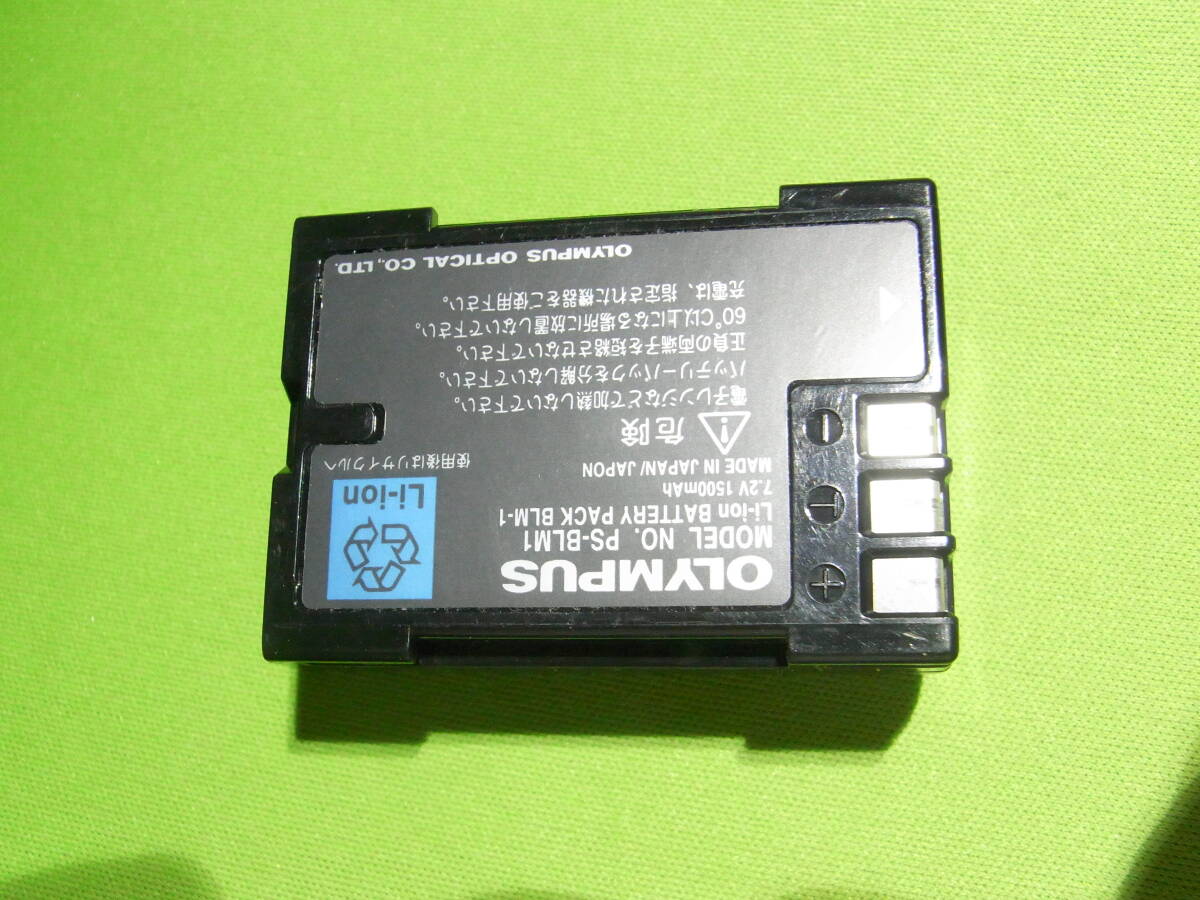 OLYMPUS
MODEL NO. PS-BLM1
Li-ion BATTERY PACK BLM-1
7.2V 1500mAh
MADE IN JAPAN/ JAPON
Li-ion
使用後はリサイクルへ
危険
電子レンジなどで加熱しないで下さい。
バッテリーパックを分解しないで下さい。
正負の両端子を短絡させないで下さい。
60°C以上になる場所に放置しないで下さい。
充電は、指定された機器をご使用下さい。
OLYMPUS OPTICAL CO., LTD.
+
T
−